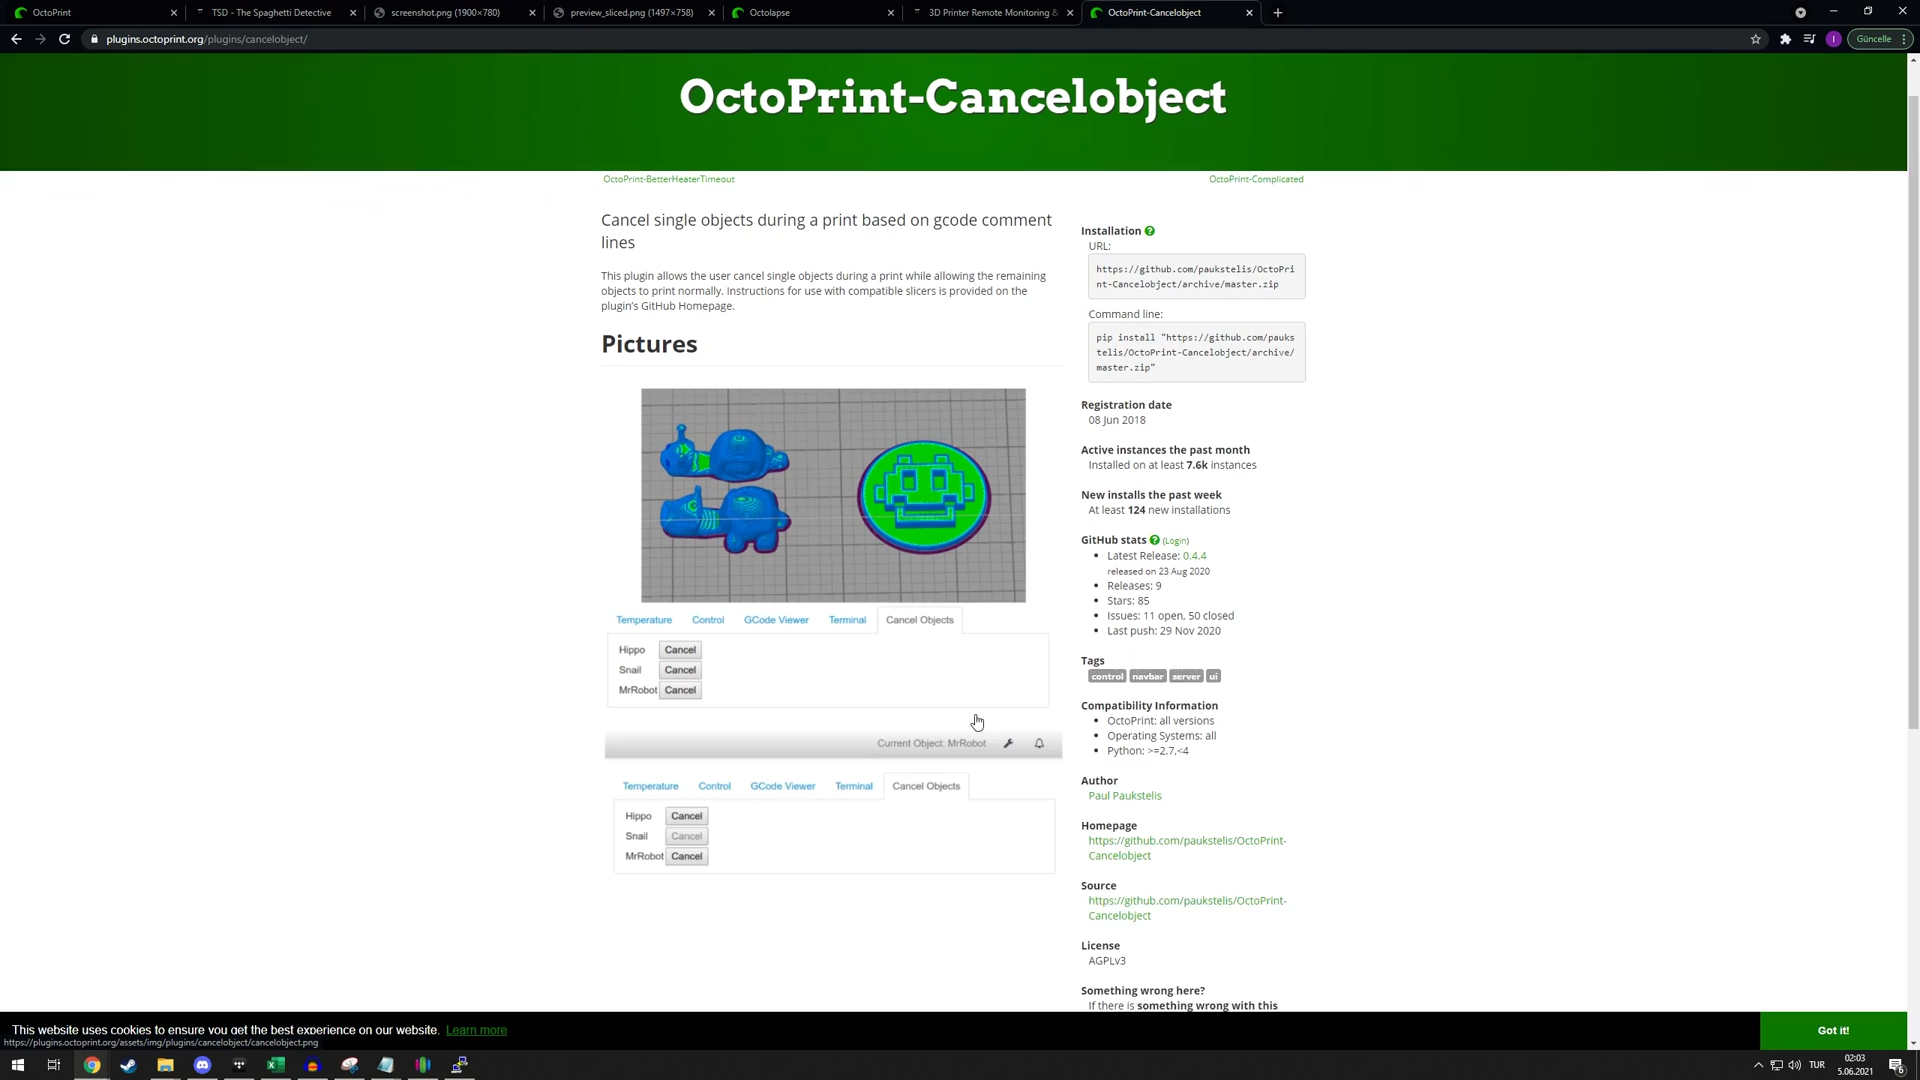 OctoPrint
TSD - The Spaghetti Detective
screenshot.png (1900×780)
preview_sliced.png (1497×758)
Octolapse
3D Printer Remote Monitoring &
OctoPrint-Cancelobject
plugins.octoprint.org/plugins/cancelobject/
I
Güncelle
OctoPrint-Cancelobject
OctoPrint-BetterHeaterTimeout
OctoPrint-Complicated
Cancel single objects during a print based on gcode comment
lines
This plugin allows the user cancel single objects during a print while allowing the remaining
objects to print normally. Instructions for use with compatible slicers is provided on the
plugin's GitHub Homepage.
Pictures
Temperature Control GCode Viewer Terminal Cancel Objects
Hippo Cancel
Snail Cancel
MrRobot Cancel
Current Object: MrRobot
Temperature Control GCode Viewer Terminal Cancel Objects
Hippo Cancel
Snail Cancel
MrRobot Cancel
Installation
URL:
https://github.com/paukstelis/OctoPri
nt-Cancelobject/archive/master.zip
Command line:
pip install "https://github.com/pauks
telis/OctoPrint-Cancelobject/archive/
master.zip"
Registration date
08 Jun 2018
Active instances the past month
Installed on at least 7.6k instances
New installs the past week
At least 124 new installations
GitHub stats ? (Login)
Latest Release: 0.4.4
released on 23 Aug 2020
Releases: 9
Stars: 85
Issues: 11 open, 50 closed
Last push: 29 Nov 2020
Tags
control navbar server ui
Compatibility Information
OctoPrint: all versions
Operating Systems: all
Python: >=2.7,<4
Author
Paul Paukstelis
Homepage
https://github.com/paukstelis/OctoPrint-
Cancelobject
Source
https://github.com/paukstelis/OctoPrint-
Cancelobject
License
AGPLv3
Something wrong here?
If there is something wrong with this
This website uses cookies to ensure you get the best experience on our website. Learn more
Got it!
https://plugins.octoprint.org/assets/img/plugins/cancelobject/cancelobject.png
TUR
02:03
5.06.2021
6